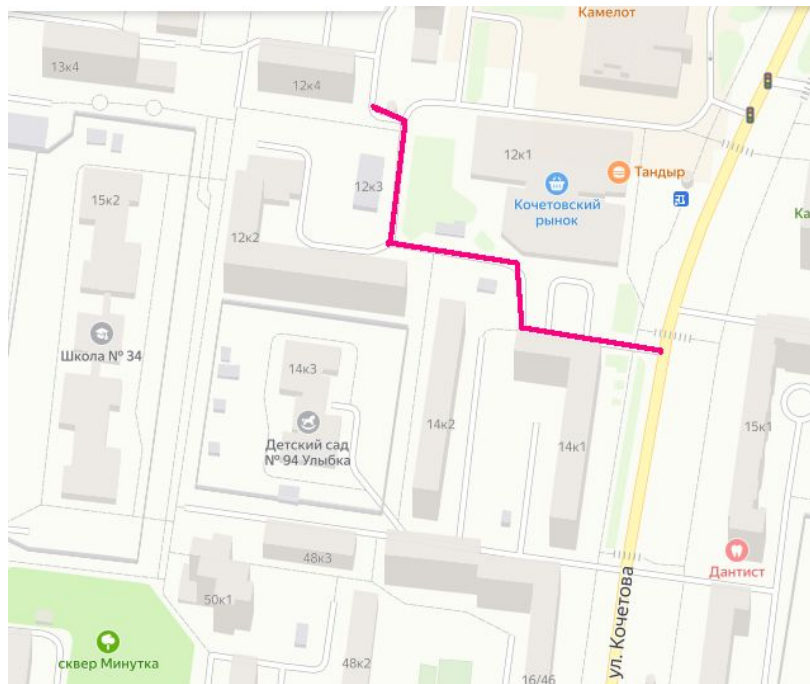 Камелот
13к4
12к4
12к1
Тандыр
12к3
15к2
Кочетовский
рынок
Ка
12к2
Школа № 34
14к3
14к2
15к1
Детский сад
№ 94 Улыбка
14к1
48к3
Дантист
50к1
ул. Кочетова
сквер Минутка
48к2
16/46